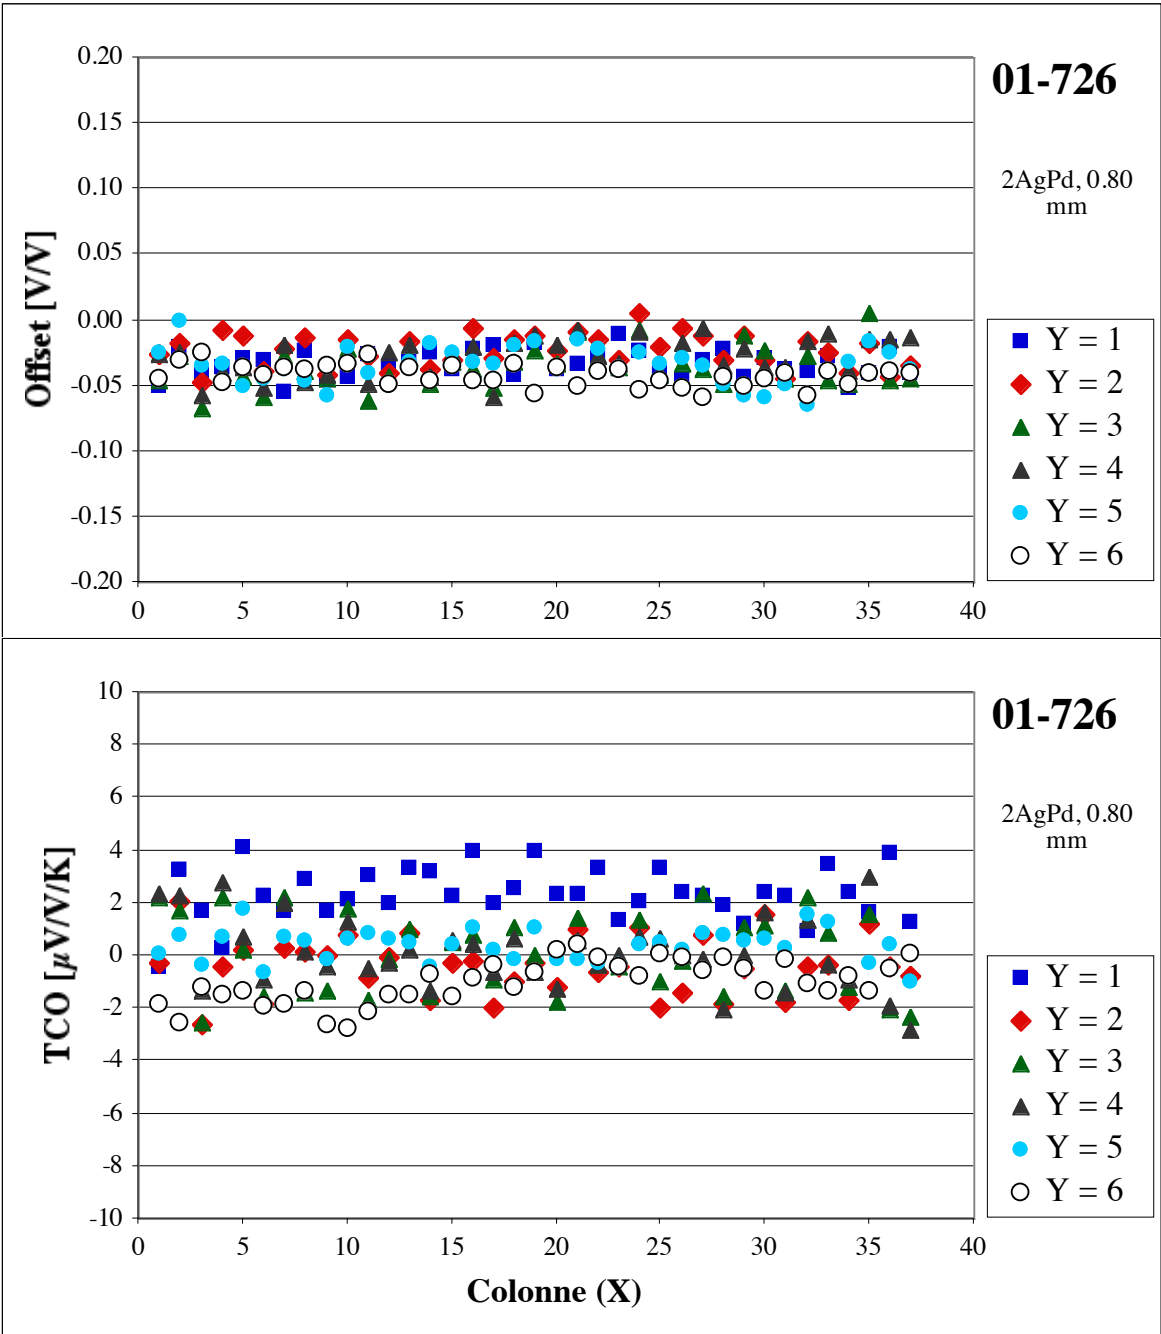 01-726
2AgPd, 0.80
mm
Offset [V/V]
0.20
0.15
0.10
0.05
0.00
-0.05
-0.10
-0.15
-0.20
0 5 10 15 20 25 30 35 40
Y = 1
Y = 2
Y = 3
Y = 4
Y = 5
Y = 6
01-726
2AgPd, 0.80
mm
TCO [µV/V/K]
10
8
6
4
2
0
-2
-4
-6
-8
-10
0 5 10 15 20 25 30 35 40
Colonne (X)
Y = 1
Y = 2
Y = 3
Y = 4
Y = 5
Y = 6